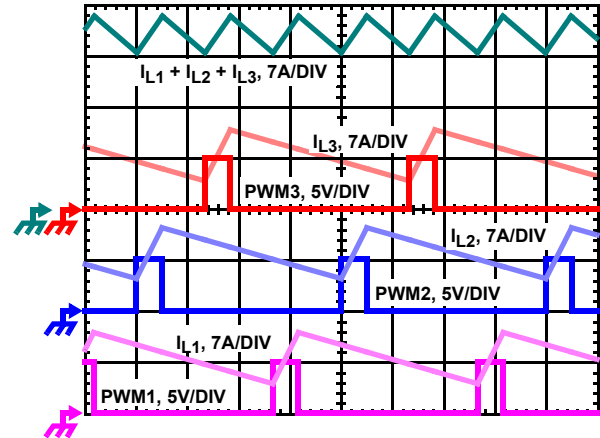 I_L1 + I_L2 + I_L3, 7A/DIV
I_L3, 7A/DIV
PWM3, 5V/DIV
I_L2, 7A/DIV
PWM2, 5V/DIV
I_L1, 7A/DIV
PWM1, 5V/DIV